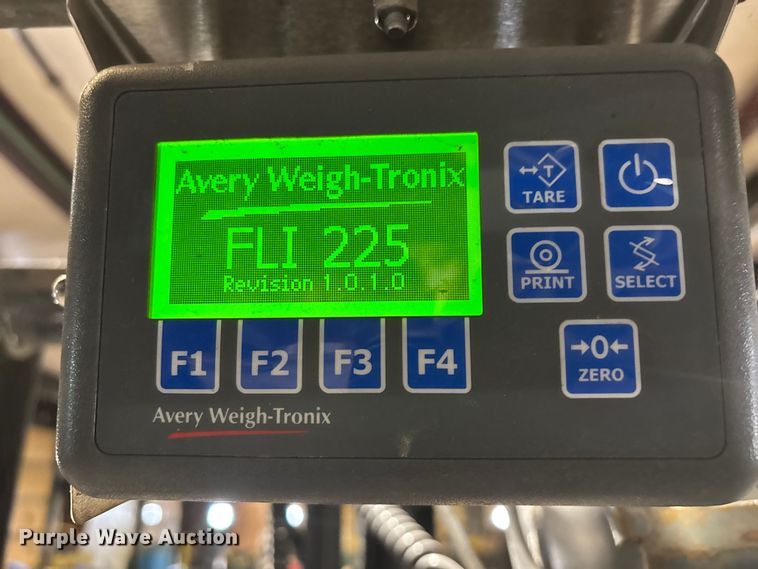 Avery Weigh-Tronix
FLI 225
Revision 1.0.1.0
TARE
PRINT
SELECT
F1 F2 F3 F4
→0←
ZERO
Avery Weigh-Tronix
Purple Wave Auction